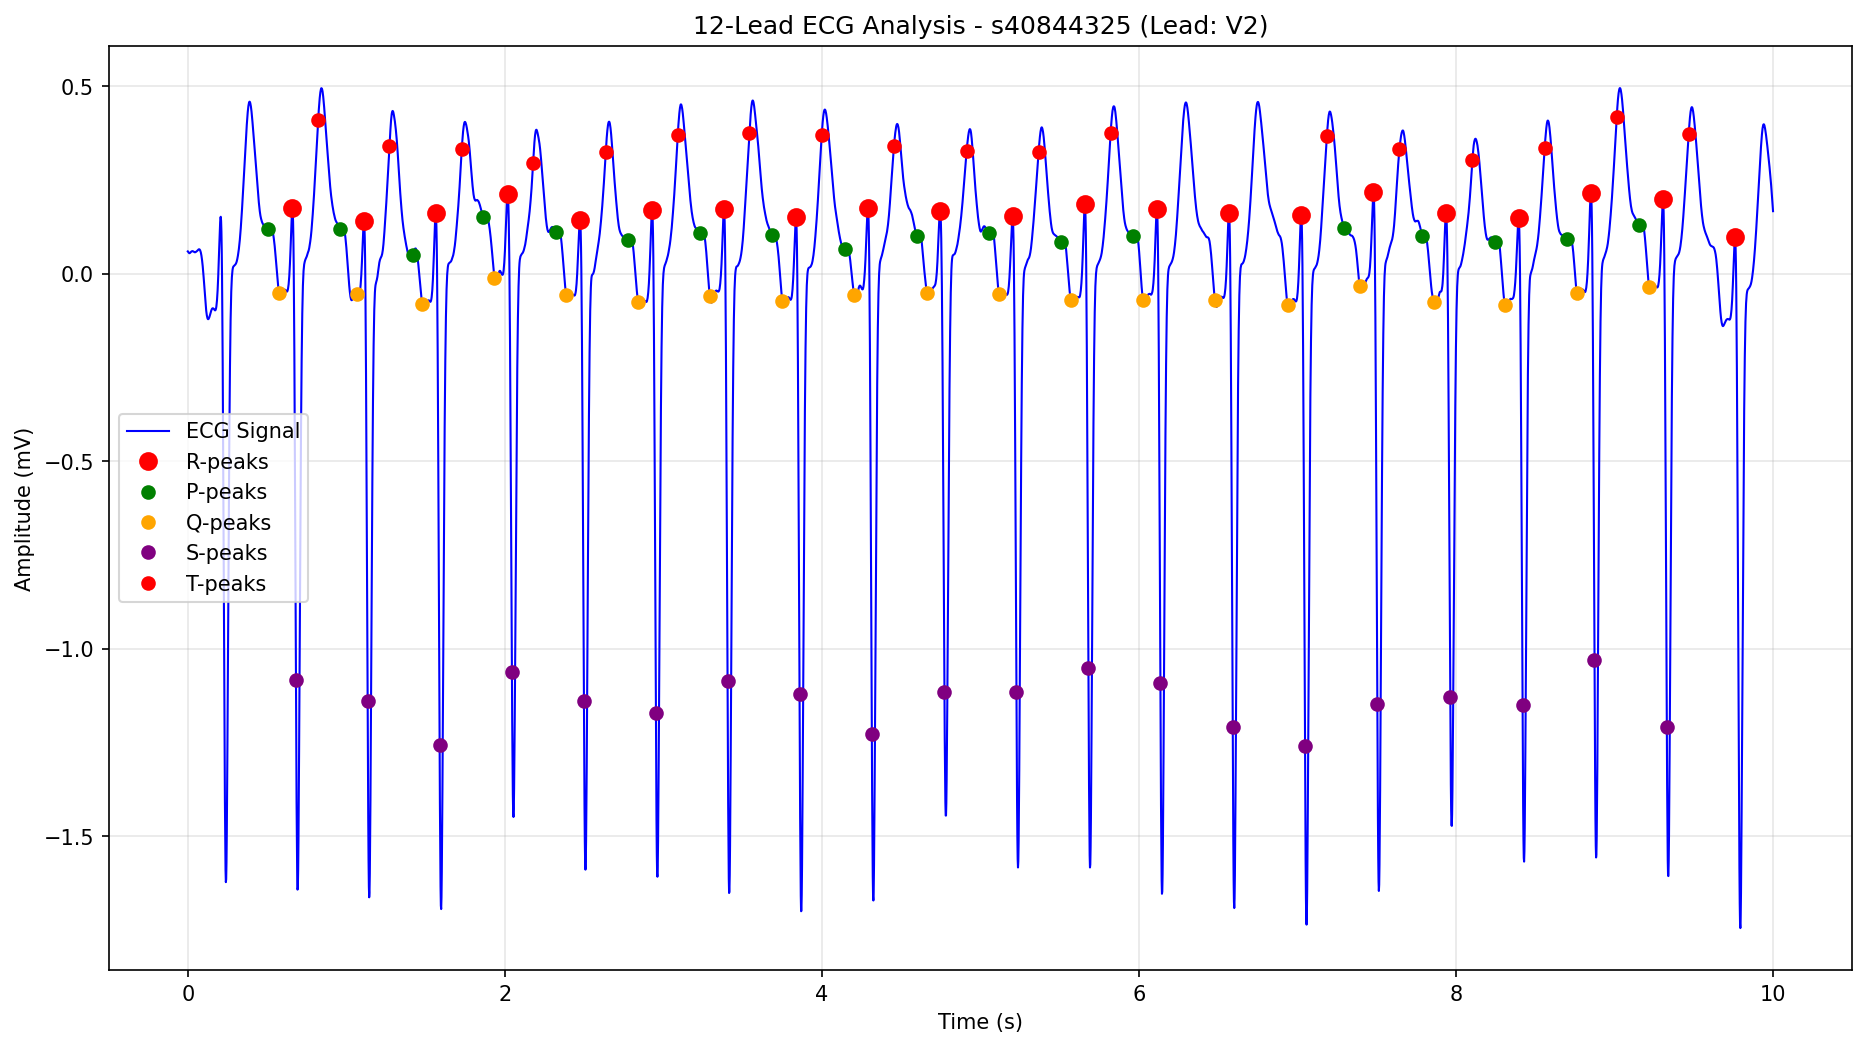 12-Lead ECG Analysis - s40844325 (Lead: V2)
Amplitude (mV)
0.5
0.0
−0.5
−1.0
−1.5
ECG Signal
R-peaks
P-peaks
Q-peaks
S-peaks
T-peaks
0 2 4 6 8 10
Time (s)